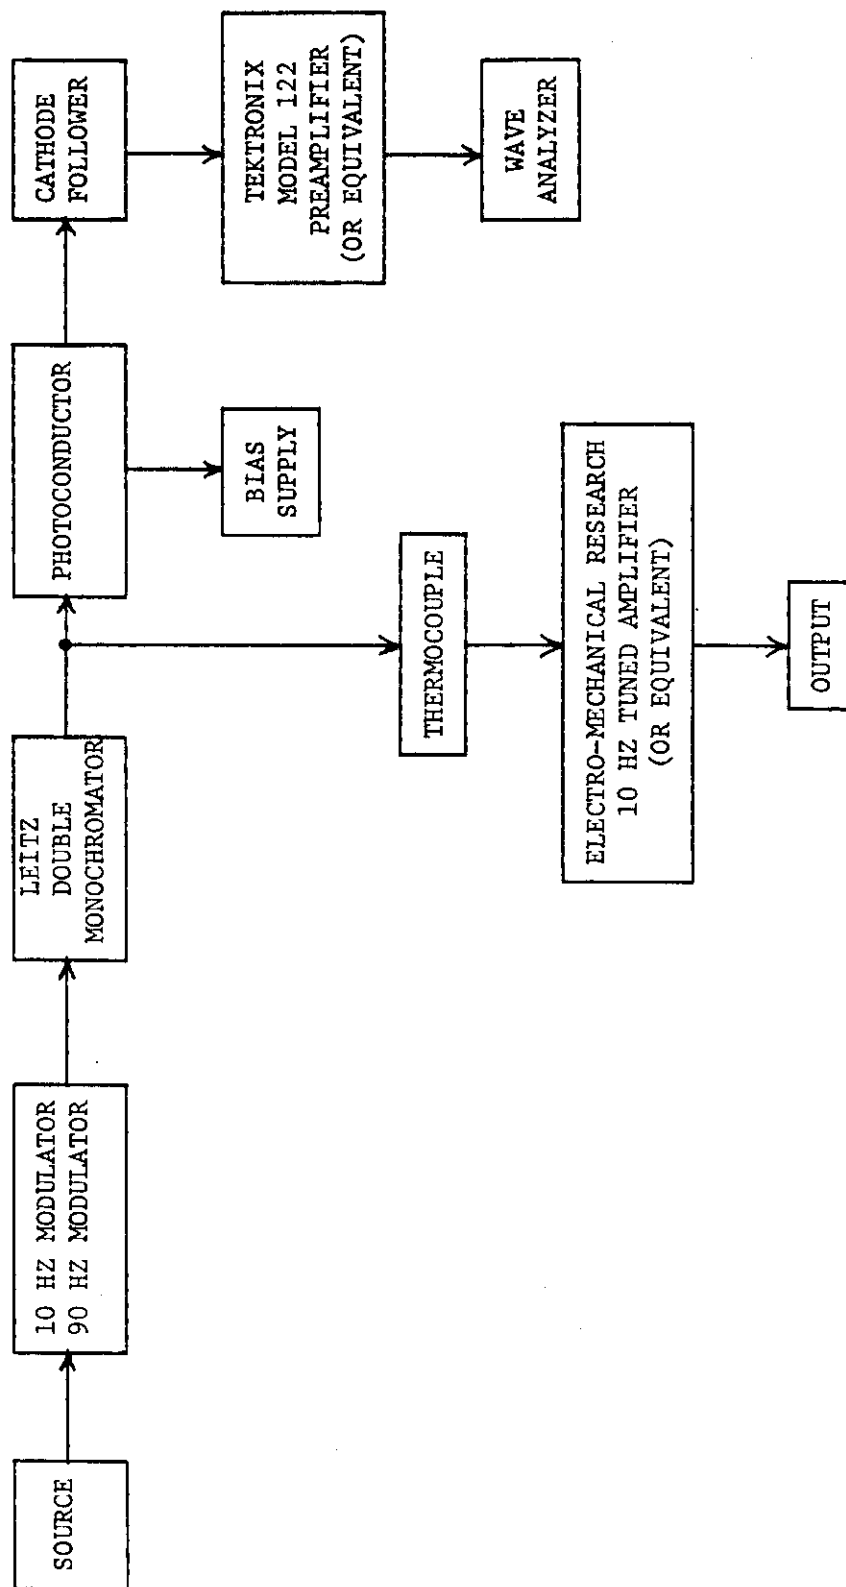 SOURCE
10 HZ MODULATOR
90 HZ MODULATOR
LEITZ
DOUBLE
MONOCHROMATOR
PHOTOCONDUCTOR
CATHODE
FOLLOWER
BIAS
SUPPLY
TEKTRONIX
MODEL 122
PREAMPLIFIER
(OR EQUIVALENT)
THERMOCOUPLE
WAVE
ANALYZER
ELECTRO-MECHANICAL RESEARCH
10 HZ TUNED AMPLIFIER
(OR EQUIVALENT)
OUTPUT